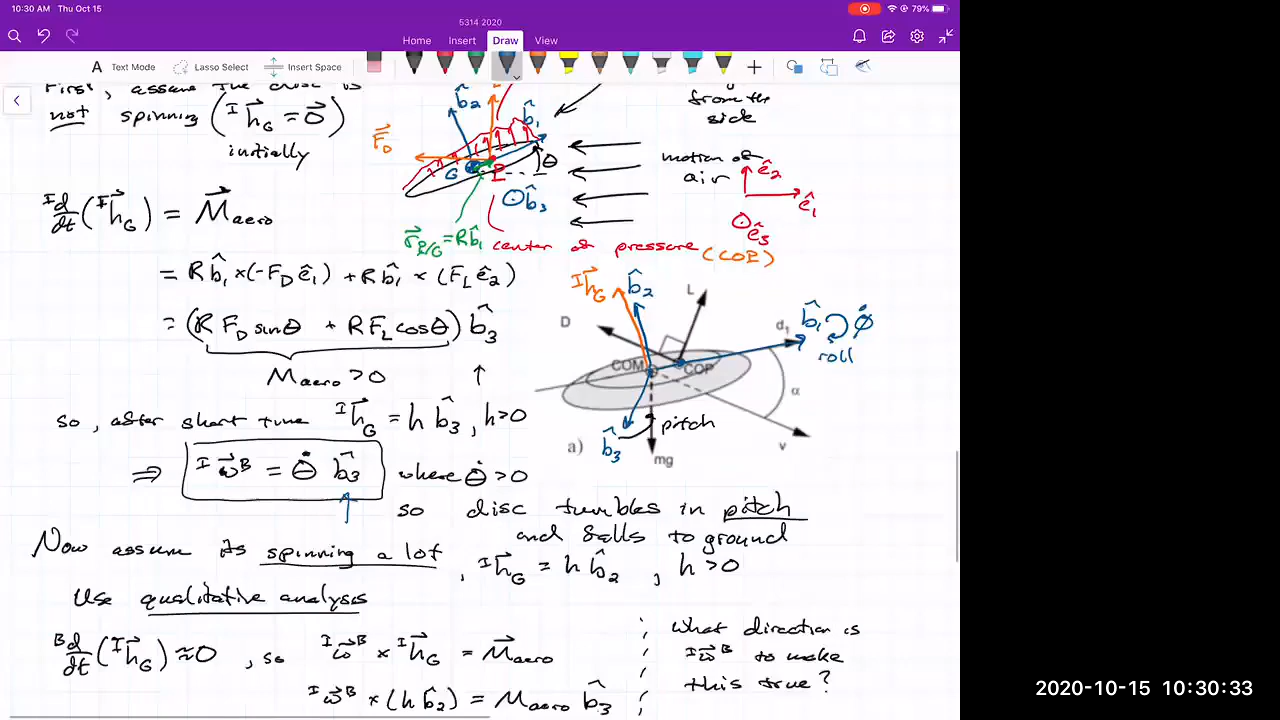 10:30 AM Thu Oct 15
79%
5314 2020
Home Insert Draw View
Text Mode Lasso Select Insert Space
First, assume the disc is
not spinning (ᴵh⃗_G = 0⃗)
initially
ᴵd/dt (ᴵh⃗_G) = M⃗_aero
= R b̂₁ × (-F_D ê₁) + R b̂₁ × (F_L ê₂)
= (R F_D sinθ + R F_L cosθ) b̂₃
M_aero > 0
so, after short time ᴵh⃗_G = h b̂₃, h>0
⇒ ᴵω⃗ᴮ = θ̇ b̂₃ where θ̇ >0
so disc tumbles in pitch
and falls to ground
Now assume its spinning a lot, ᴵh⃗_G = h b̂₂, h>0
Use qualitative analysis
ᴮd/dt (ᴵh⃗_G) ≈ 0, so ᴵω⃗ᴮ × ᴵh⃗_G = M⃗_aero
ᴵω⃗ᴮ × (h b̂₂) = M_aero b̂₃
What direction is
ᴵω⃗ᴮ to make
this true?
from the
side
b̂₂
b̂₁
F⃗_D
G
θ
b̂₃
motion of
air
ê₂
ê₁
ê₃
r⃗_P/G = R b̂₁
center of pressure (COP)
ᴵh⃗_G
b̂₂
L
D
d₁
b̂₁
φ̇
roll
COM
COP
α
b̂₃
pitch
v
a)
mg
2020-10-15 10:30:33